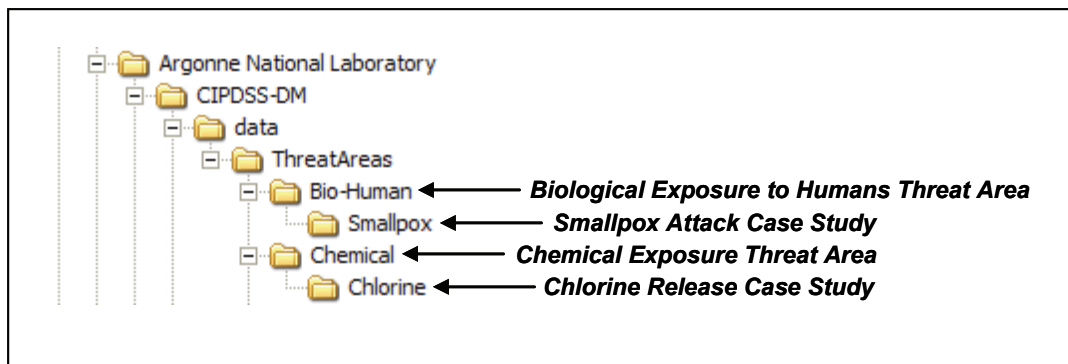 Argonne National Laboratory
CIPDSS-DM
data
ThreatAreas
Bio-Human Biological Exposure to Humans Threat Area
Smallpox Smallpox Attack Case Study
Chemical Chemical Exposure Threat Area
Chlorine Chlorine Release Case Study